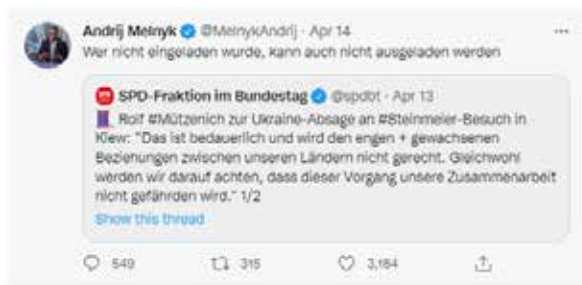 Andrij Melnyk @MelnykAndrij · Apr 14
Wer nicht eingeladen wurde, kann auch nicht ausgeladen werden
SPD-Fraktion im Bundestag @spdbt · Apr 13
Rolf #Mützenich zur Ukraine-Absage an #Steinmeier-Besuch in
Kiew: "Das ist bedauerlich und wird den engen + gewachsenen
Beziehungen zwischen unseren Ländern nicht gerecht. Gleichwohl
werden wir darauf achten, dass dieser Vorgang unsere Zusammenarbeit
nicht gefährden wird." 1/2
Show this thread
549 315 3,184